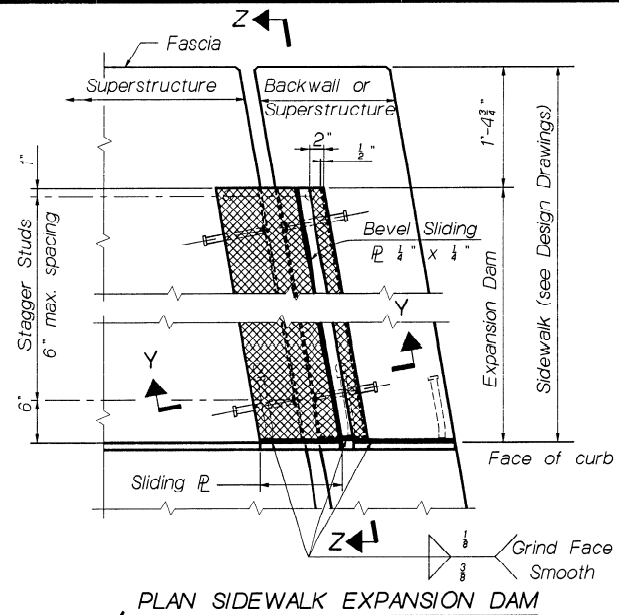 Z
Fascia
Superstructure
Backwall or
Superstructure
1'-4 3/4"
Sidewalk (see Design Drawings)
1"
2"
1/2"
Stagger Studs
6" max. spacing
Bevel Sliding
PL 1/4" x 1/4"
Expansion Dam
Y
Y
6"
Face of curb
Sliding PL
Z
1/8
3/8
Grind Face
Smooth
PLAN SIDEWALK EXPANSION DAM